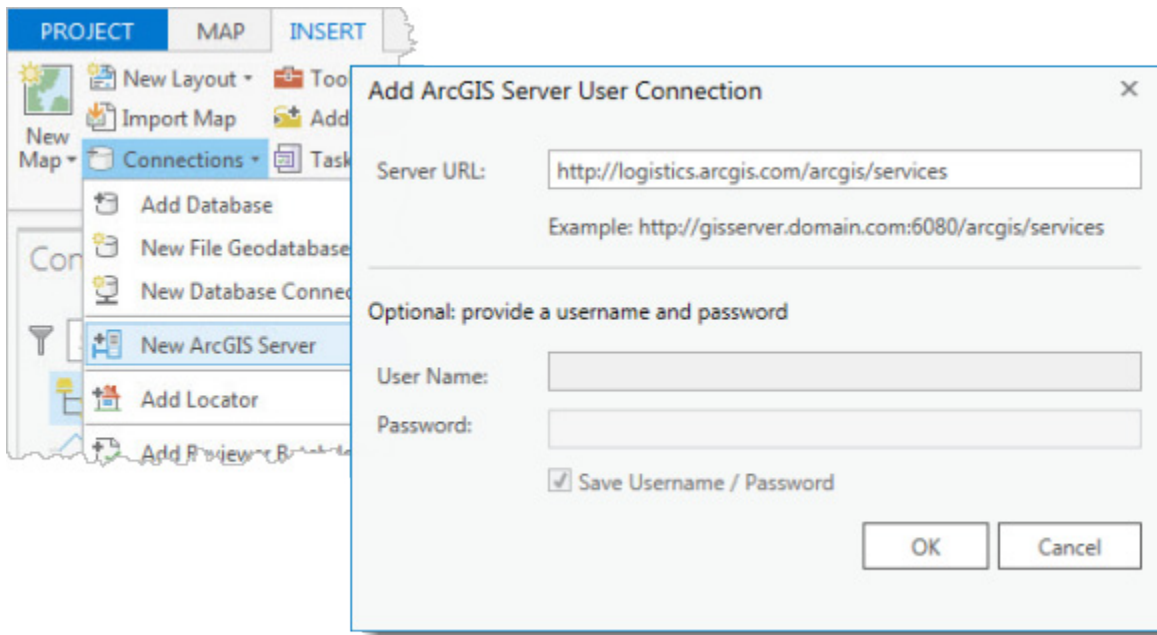 PROJECT MAP INSERT
New Layout Too
Import Map Add
New Map
Connections Task
Add Database
New File Geodatabase
New Database Connec
New ArcGIS Server
Add Locator
Add Reviewer B
Con
Add ArcGIS Server User Connection
Server URL: http://logistics.arcgis.com/arcgis/services
Example: http://gisserver.domain.com:6080/arcgis/services
Optional: provide a username and password
User Name:
Password:
Save Username / Password
OK Cancel